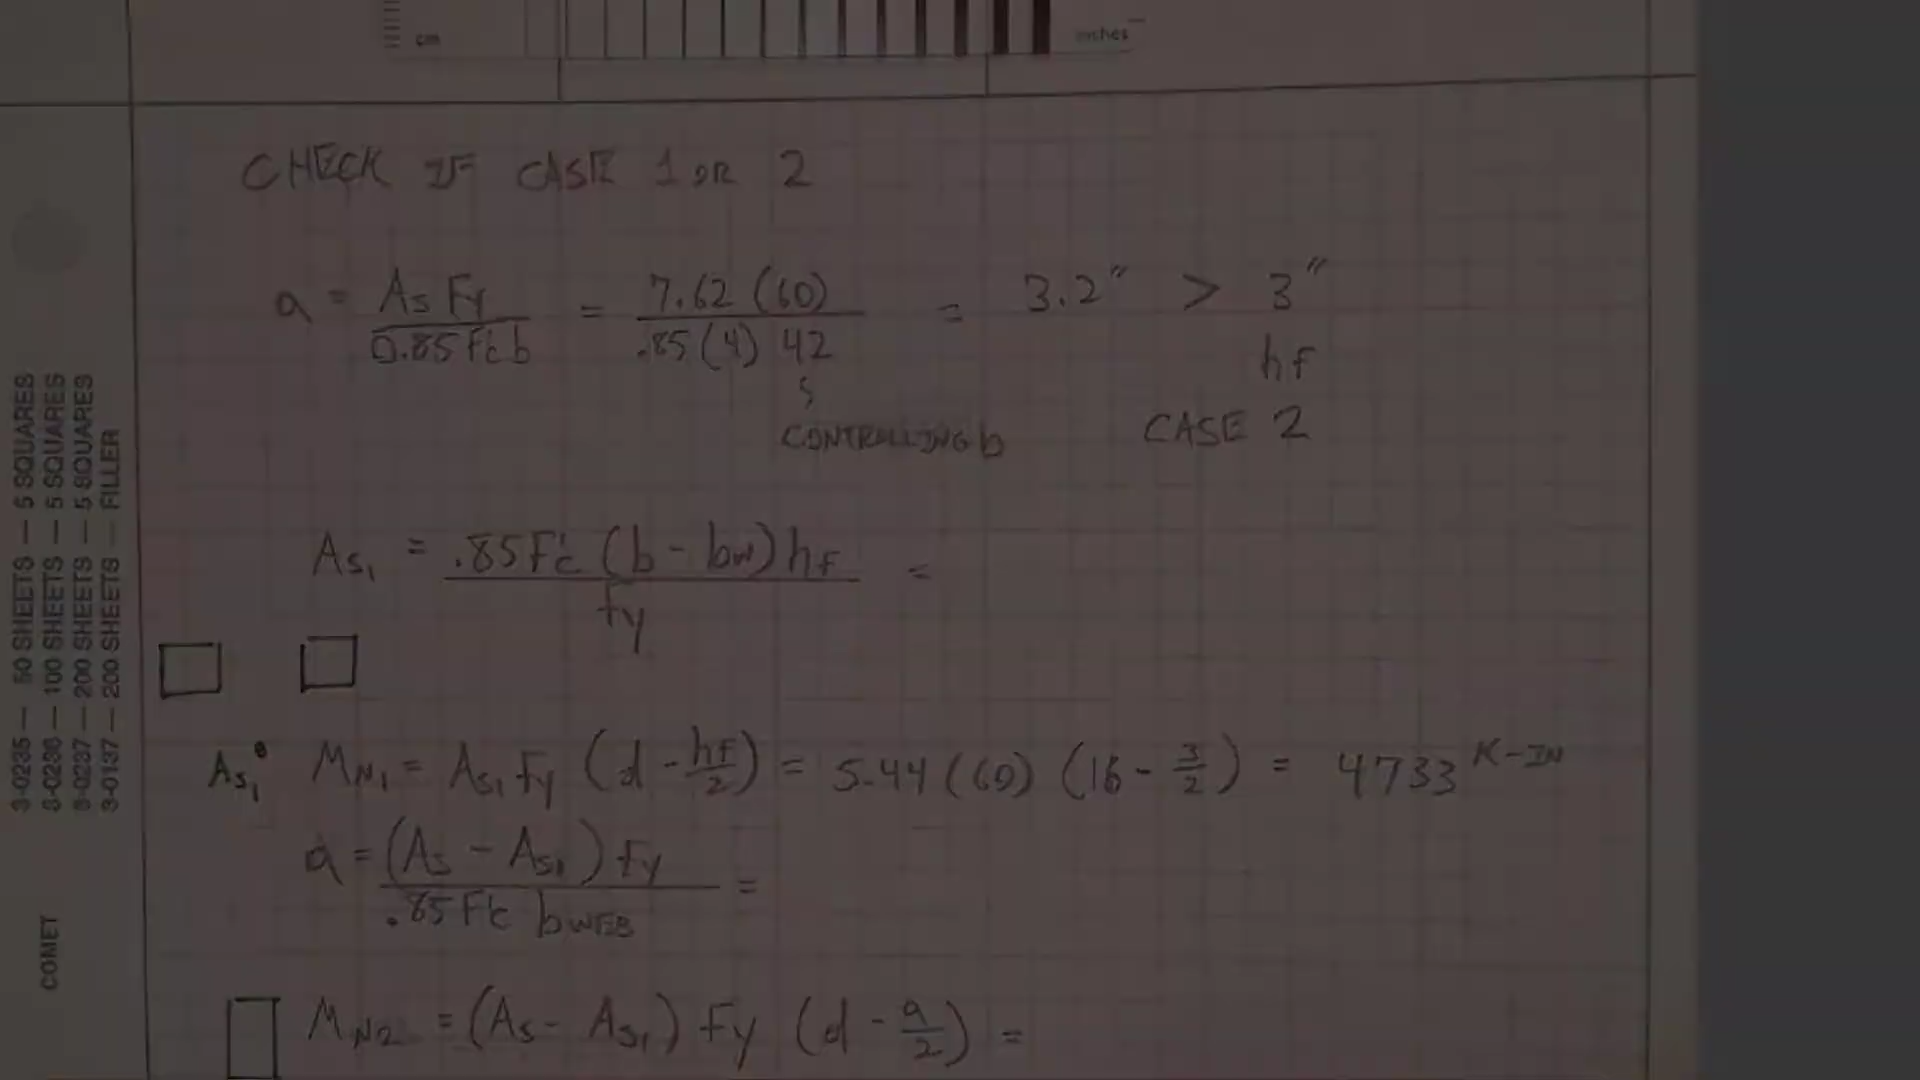 cm
inches
CHECK IF CASE 1 OR 2
a = As Fy / 0.85 F'c b = 7.62 (60) / .85 (4) 42 = 3.2" > 3"
hf
CONTROLLING b
CASE 2
As1 = .85 F'c (b - bw) hf / fy =
As1 MN1 = As1 Fy (d - hf/2) = 5.44 (60) (16 - 3/2) = 4733 K-IN
a = (As - As1) fy / .85 F'c bWEB =
MN2 = (As - As1) Fy (d - a/2) =
3-0235 — 50 SHEETS — 5 SQUARES
3-0236 — 100 SHEETS — 5 SQUARES
3-0237 — 200 SHEETS — 5 SQUARES
3-0137 — 200 SHEETS — FILLER
COMET